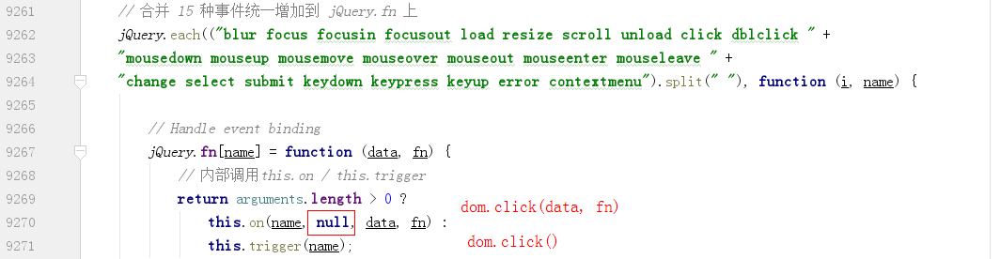 9261 // 合并 15 种事件统一增加到 jQuery.fn 上
9262 jQuery.each(("blur focus focusin focusout load resize scroll unload click dblclick " +
9263 "mousedown mouseup mousemove mouseover mouseout mouseenter mouseleave " +
9264 "change select submit keydown keypress keyup error contextmenu").split(" "), function (i, name) {
9265
9266 // Handle event binding
9267 jQuery.fn[name] = function (data, fn) {
9268 // 内部调用this.on / this.trigger
9269 return arguments.length > 0 ? dom.click(data, fn)
9270 this.on(name, null, data, fn) :
9271 this.trigger(name); dom.click()